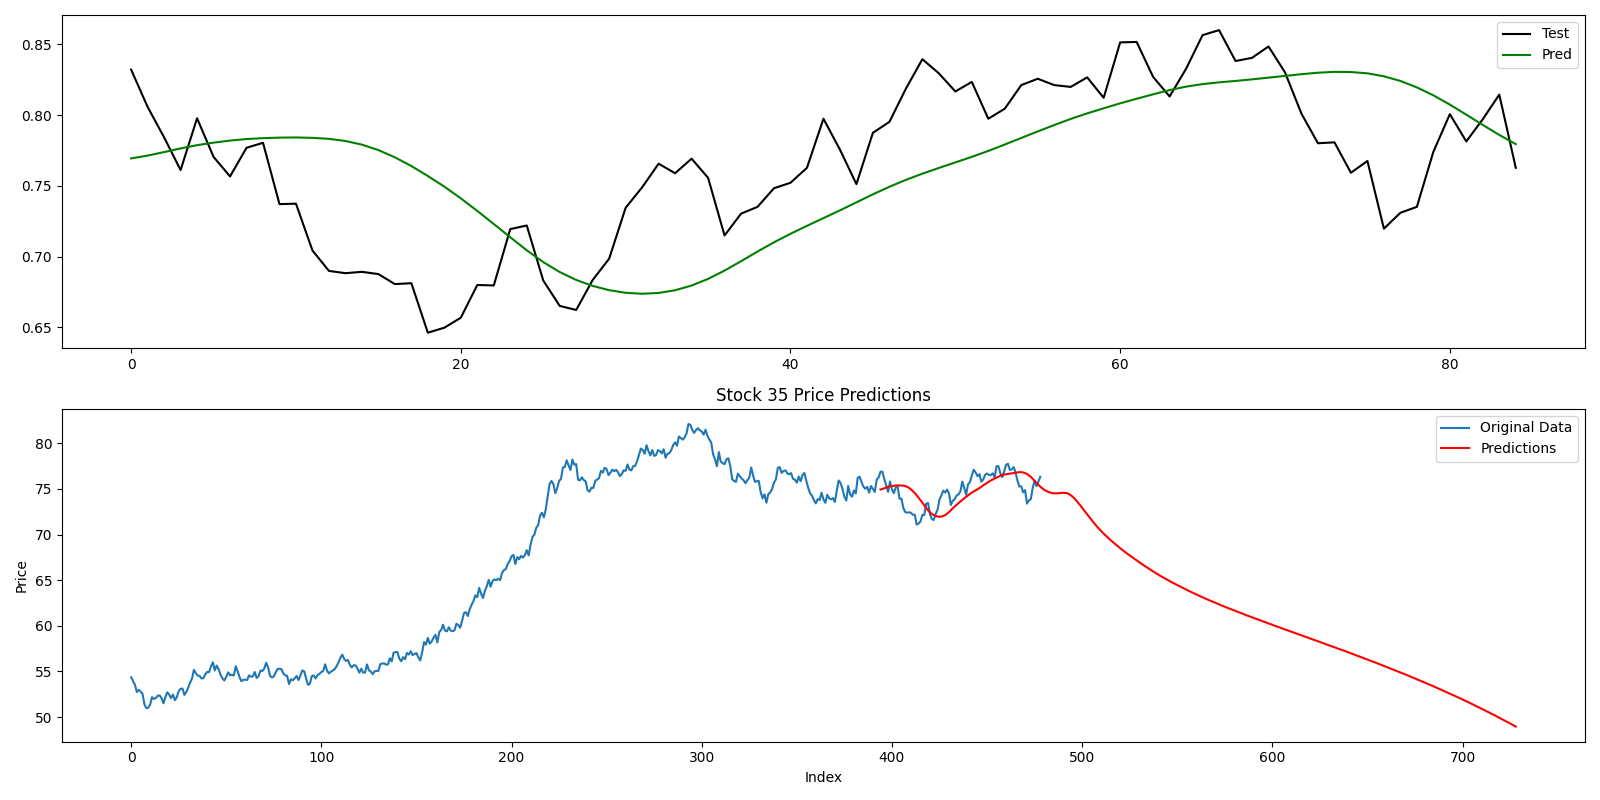 0.85
0.80
0.75
0.70
0.65
Test
Pred
0 20 40 60 80
Stock 35 Price Predictions
80
75
70
65
60
55
50
Price
Original Data
Predictions
0 100 200 300 400 500 600 700
Index